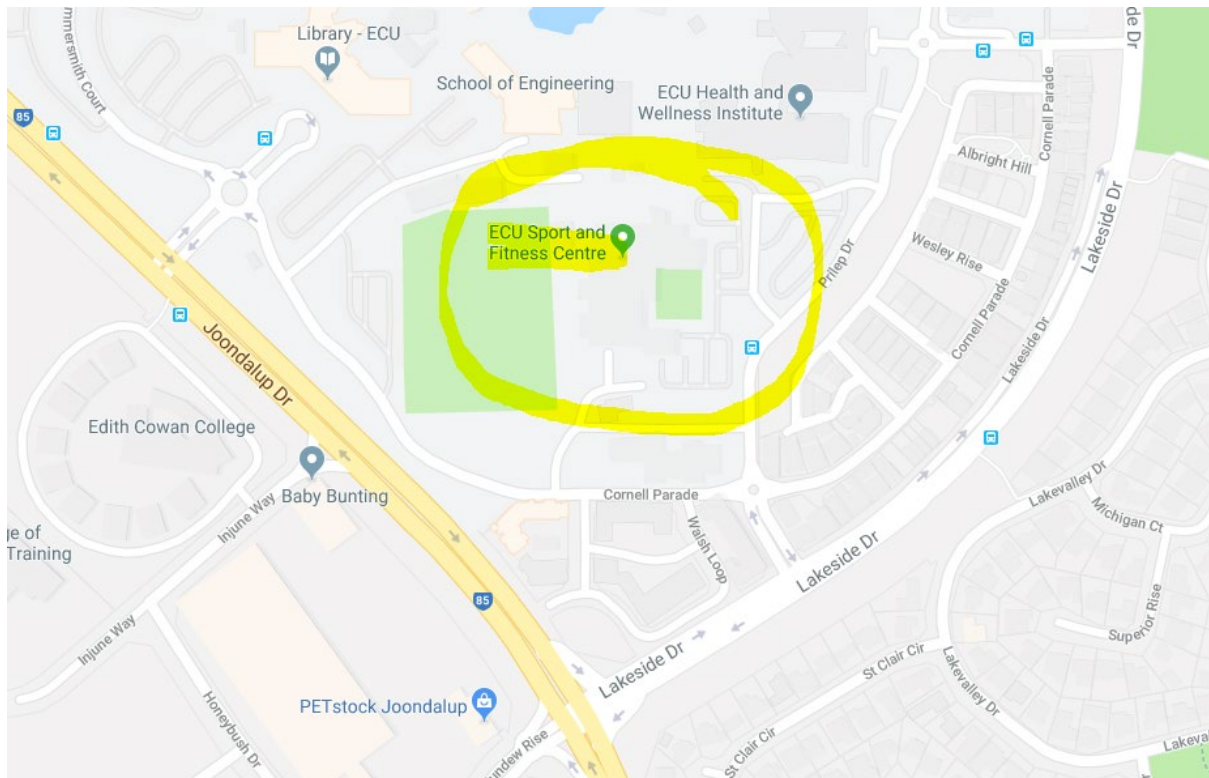 mmersmith Court
Library - ECU
School of Engineering
ECU Health and
Wellness Institute
de Dr
Cornell Parade
Albright Hill
85
Lakeside Dr
ECU Sport and
Fitness Centre
Wesley Rise
Prilep Dr
Cornell Parade
Lakeside Dr
Joondalup Dr
Edith Cowan College
Baby Bunting
Injune Way
Cornell Parade
Lakevalley Dr
Michigan Ct
ge of
Training
Walsh Loop
Lakeside Dr
85
Superior Rise
Injune Way
Lakeside Dr
St Clair Cir
Lakevalley Dr
PETstock Joondalup
Honeybush Dr
undew Rise
St Clair Cir
Lakeva